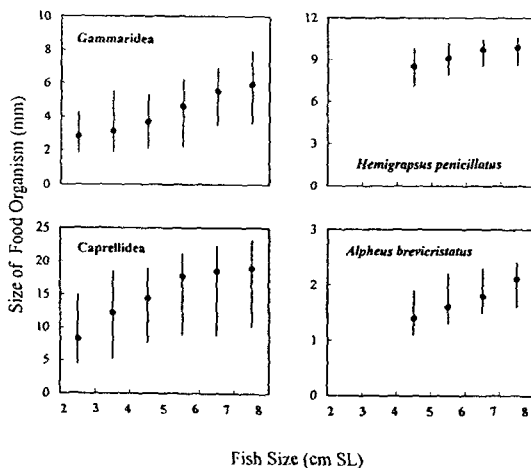 10
8
6
4
2
0
Gammaridea
12
9
6
3
0
Hemigrapsus penicillatus
Size of Food Organism (mm)
25
20
15
10
5
0
Caprellidea
2 3 4 5 6 7 8
3
2
1
0
Alpheus brevicristatus
2 3 4 5 6 7 8
Fish Size (cm SL)